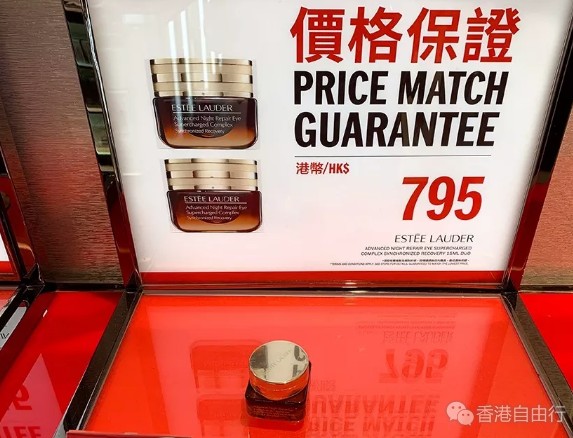 價格保證
PRICE MATCH
GUARANTEE
港幣/HK$
795
ESTĒE LAUDER
ADVANCED NIGHT REPAIR EYE SUPERCHARGED
COMPLEX SYNCHRONIZED RECOVERY 15ML DUO
ESTĒE LAUDER
Advanced Night Repair Eye
Supercharged Complex
Synchronized Recovery
ESTĒE LAUDER
Advanced Night Repair Eye
Supercharged Complex
Synchronized Recovery
香港自由行